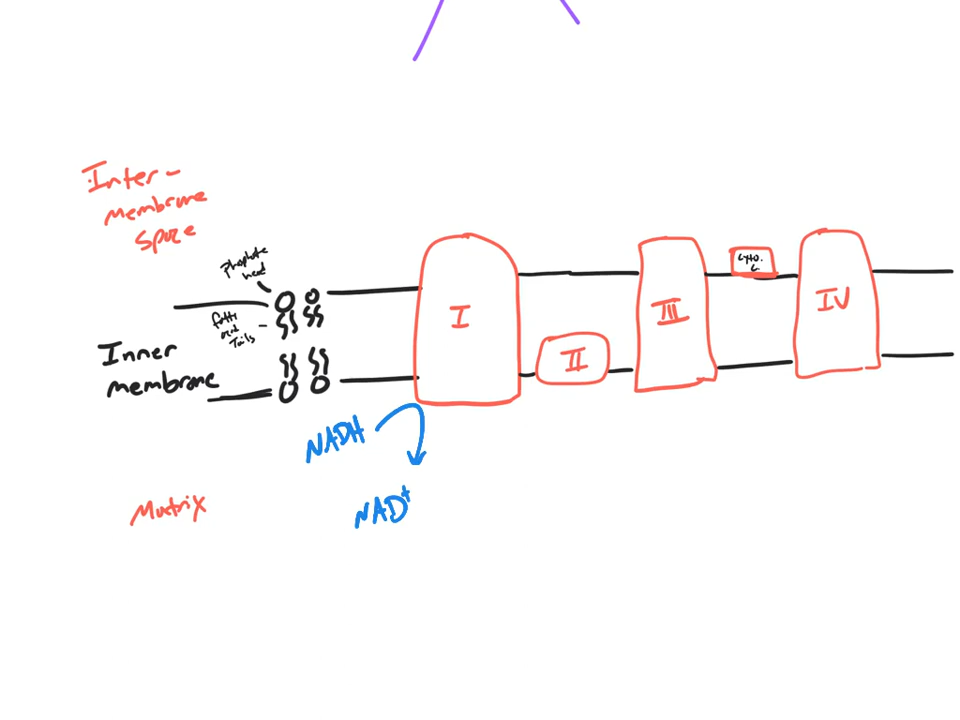 Inter-
membrane
space
phosphate
head
fatty
acid
tails
Inner
membrane
I
II
III
cyto.
c
IV
NADH
NAD+
Matrix